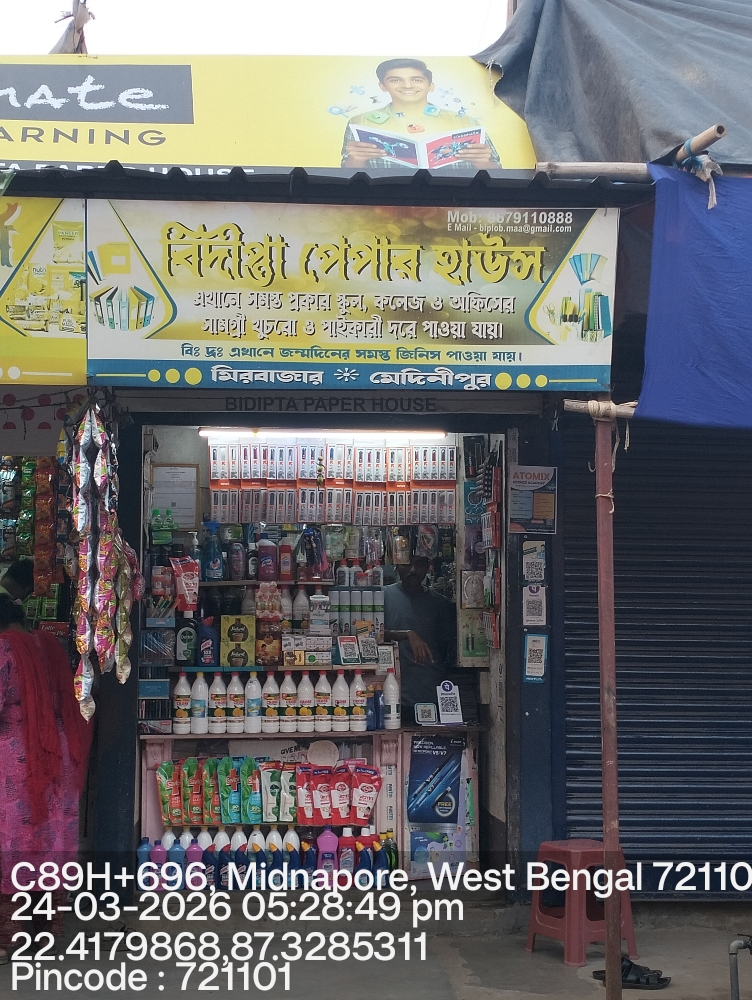 mate
ARNING
Mob: 9679110888
E Mail - biplob.maa@gmail.com
বিদীপ্তা পেপার হাউস
এখানে সমস্ত প্রকার স্কুল, কলেজ ও অফিসের
সামগ্রী খুচরো ও পাইকারী দরে পাওয়া যায়।
বিঃ দ্রঃ এখানে জন্মদিনের সমস্ত জিনিস পাওয়া যায়।
মিরবাজার মেদিনীপুর
BIDIPTA PAPER HOUSE
ATOMIX
C89H+696, Midnapore, West Bengal 72110
24-03-2026 05:28:49 pm
22.4179868,87.3285311
Pincode : 721101